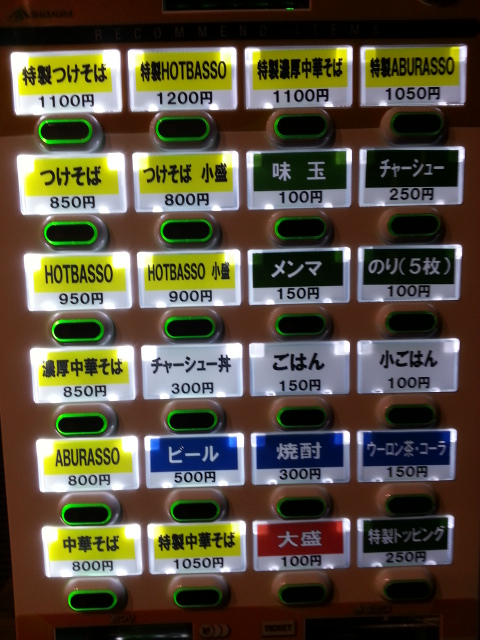 RECOMMEND ITEMS
特製つけそば 特製HOTBASSO 特製濃厚中華そば 特製ABURASSO
1100円 1200円 1100円 1050円
つけそば つけそば 小盛 味玉 チャーシュー
850円 800円 100円 250円
HOTBASSO HOTBASSO 小盛 メンマ のり(5枚)
950円 900円 150円 100円
濃厚中華そば チャーシュー丼 ごはん 小ごはん
850円 300円 150円 100円
ABURASSO ビール 焼酎 ウーロン茶・コーラ
800円 500円 300円 150円
中華そば 特製中華そば 大盛 特製トッピング
800円 1050円 100円 250円
TICKET